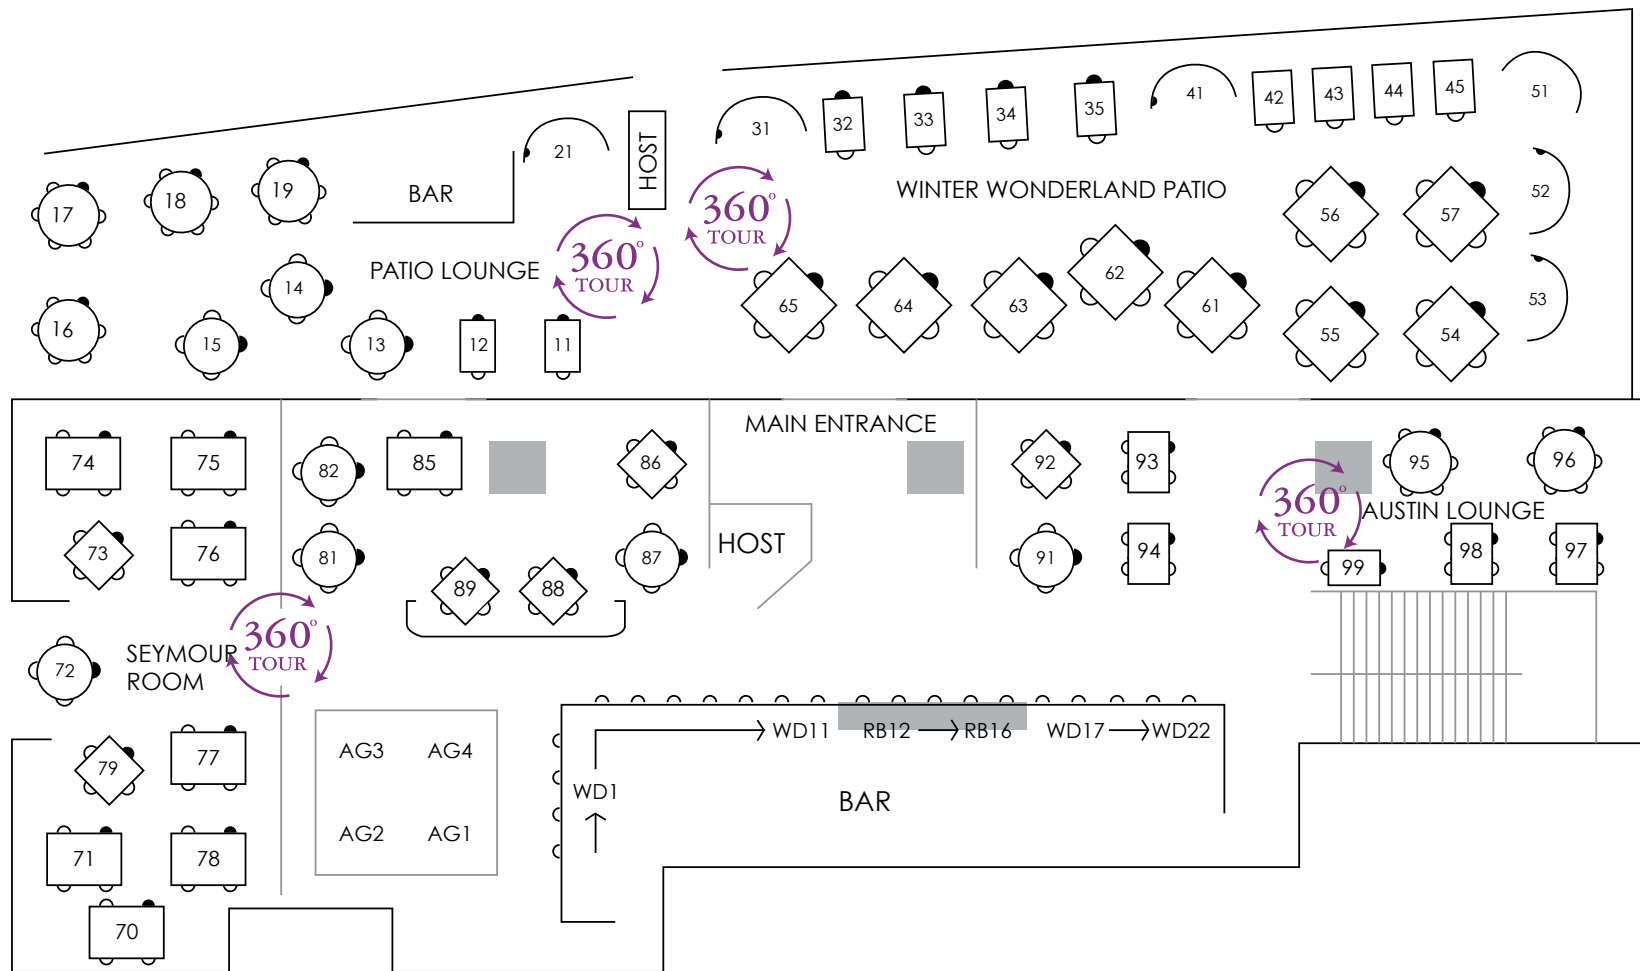 51
45
44
43
42
41
35
34
33
32
31
21
HOST
19
18
17
BAR
WINTER WONDERLAND PATIO
52
56
57
360°
TOUR
360°
TOUR
PATIO LOUNGE
62
14
65
64
63
61
53
16
15
13
12
11
55
54
MAIN ENTRANCE
74
75
82
85
86
92
93
95
96
360°
TOUR
AUSTIN LOUNGE
73
76
81
87
HOST
91
94
99
98
97
89
88
360°
TOUR
SEYMOUR
ROOM
72
WD11
RB12
RB16
WD17
WD22
AG3
AG4
79
77
WD1
BAR
AG2
AG1
71
78
70